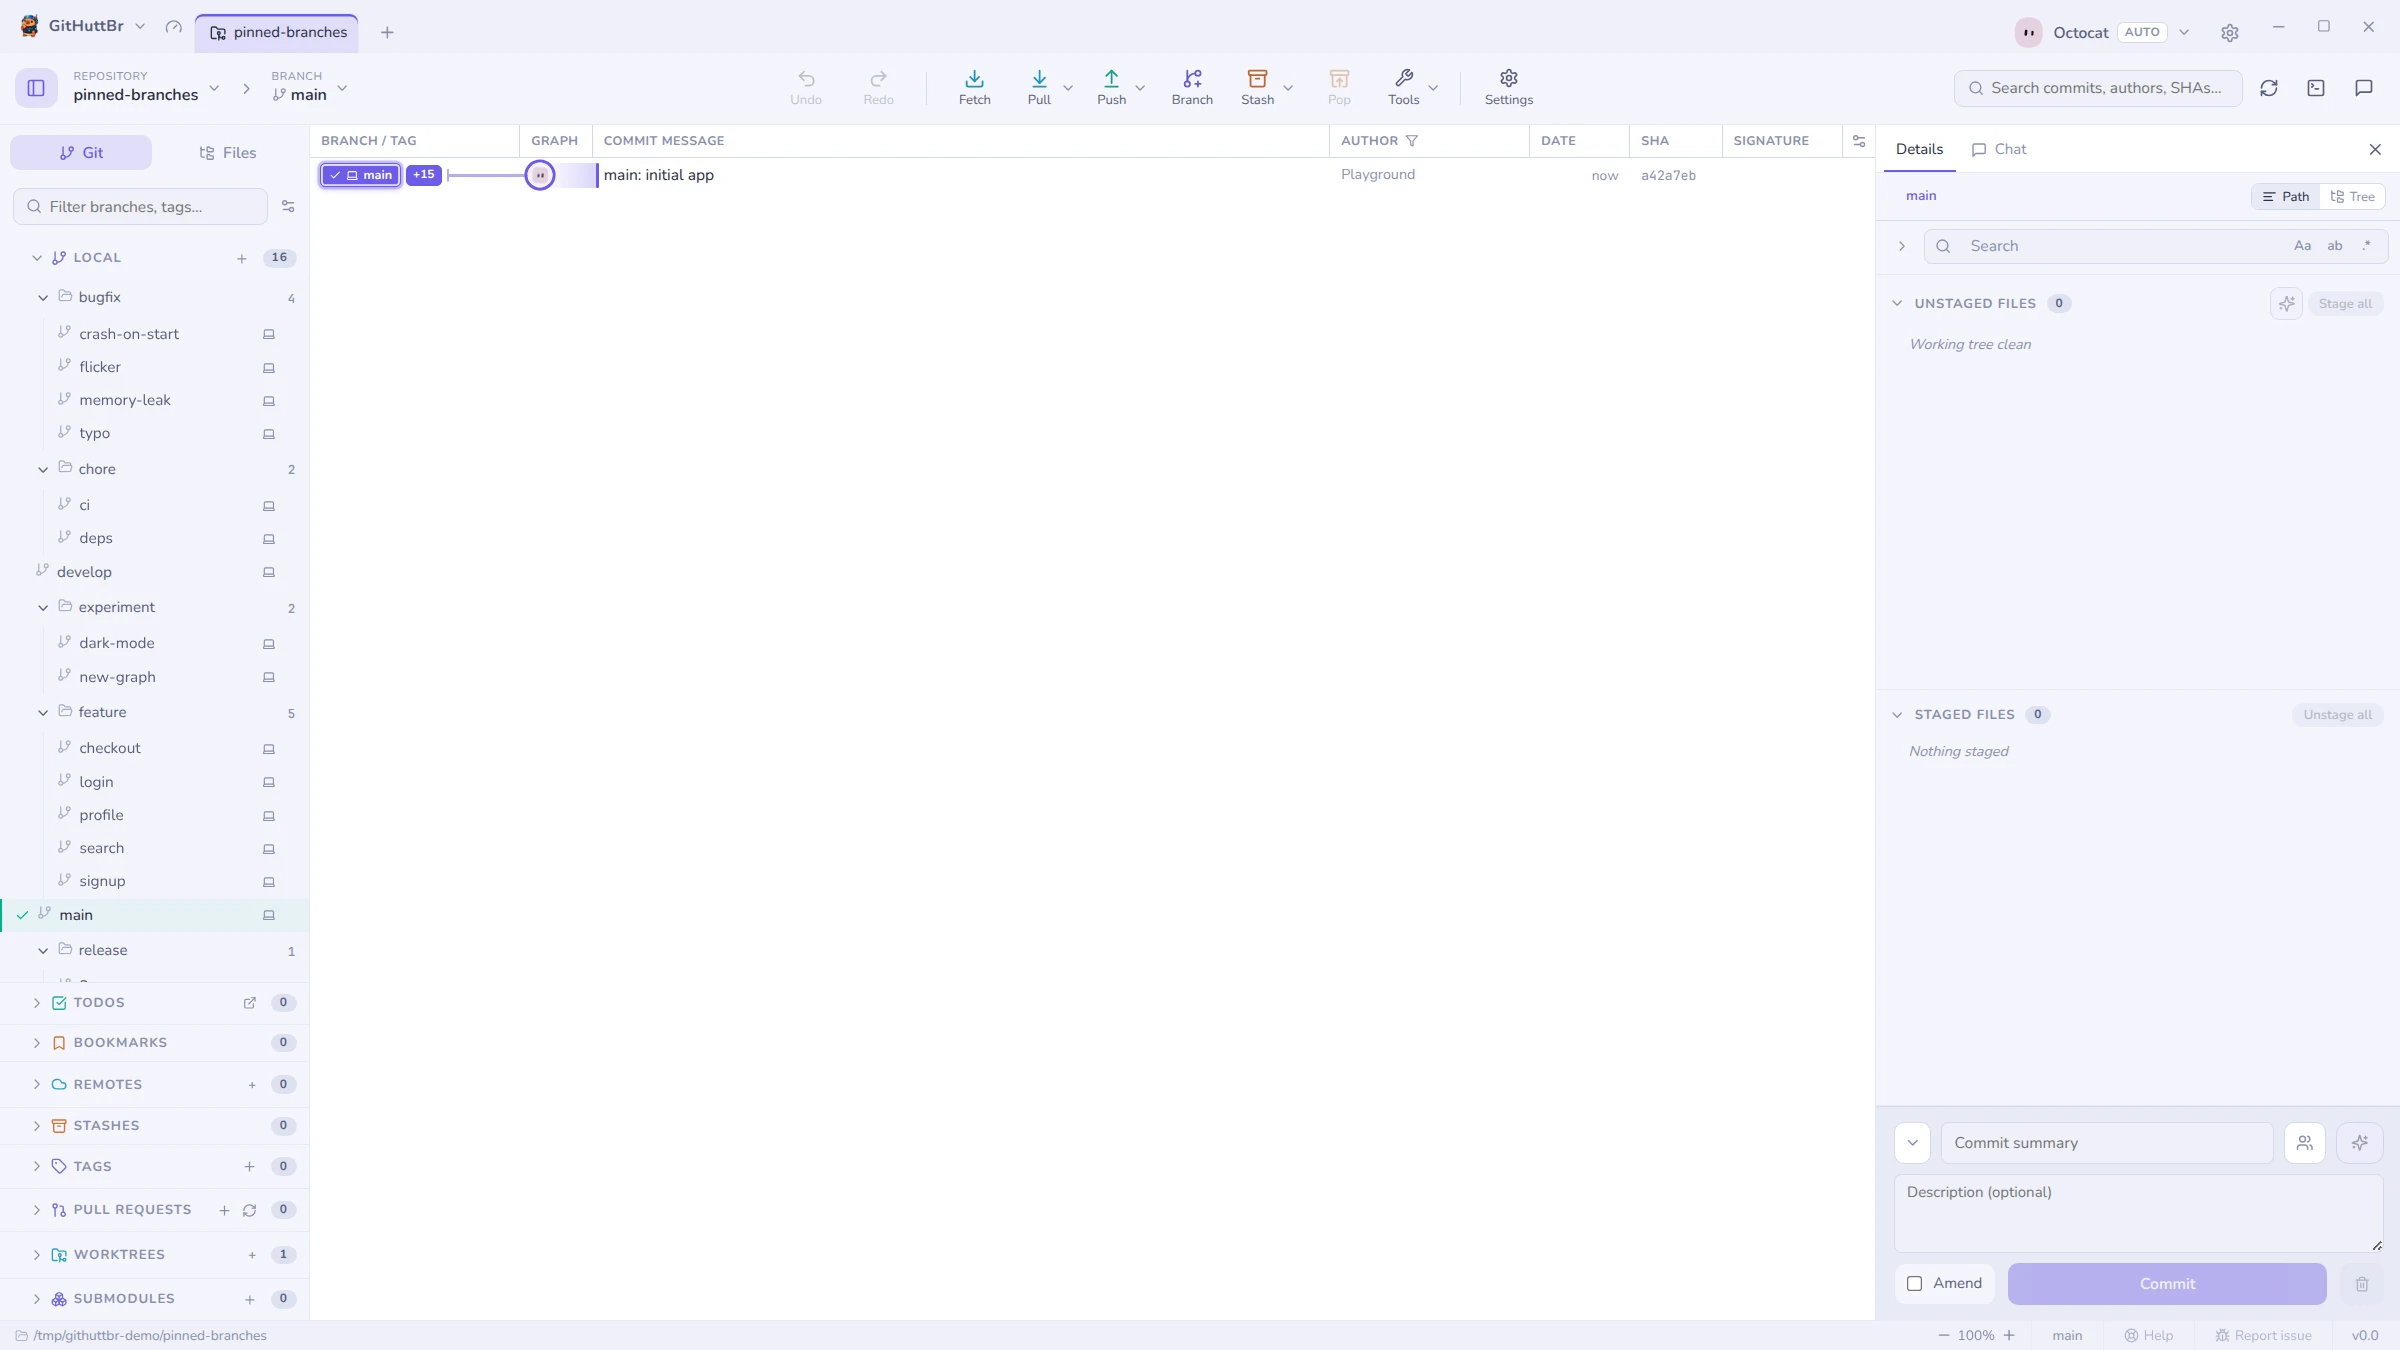 GitHuttBr
pinned-branches
Octocat AUTO
REPOSITORY
pinned-branches
BRANCH
main
Undo
Redo
Fetch
Pull
Push
Branch
Stash
Pop
Tools
Settings
Search commits, authors, SHAs...
Git
Files
Filter branches, tags...
LOCAL 16
bugfix 4
crash-on-start
flicker
memory-leak
typo
chore 2
ci
deps
develop
experiment 2
dark-mode
new-graph
feature 5
checkout
login
profile
search
signup
main
release 1
TODOS 0
BOOKMARKS 0
REMOTES 0
STASHES 0
TAGS 0
PULL REQUESTS 0
WORKTREES 1
SUBMODULES 0
BRANCH / TAG GRAPH COMMIT MESSAGE AUTHOR DATE SHA SIGNATURE
main +15 main: initial app Playground now a42a7eb
Details
Chat
main
Path
Tree
Search Aa ab .*
UNSTAGED FILES 0 Stage all
Working tree clean
STAGED FILES 0 Unstage all
Nothing staged
Commit summary
Description (optional)
Amend
Commit
/tmp/githuttbr-demo/pinned-branches
100% main Help Report issue v0.0